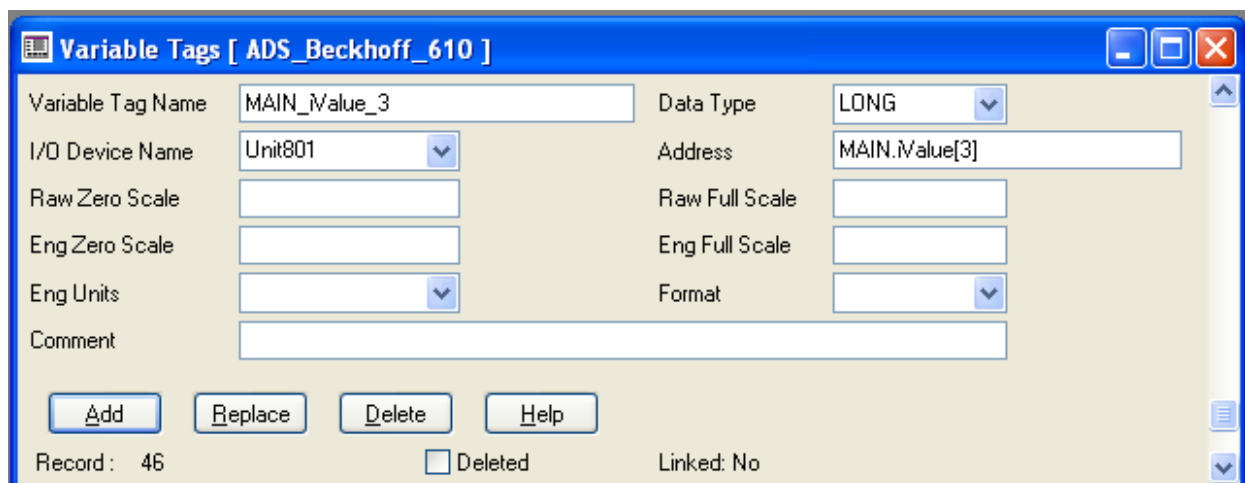 Variable Tags [ ADS_Beckhoff_610 ]
Variable Tag Name MAIN_iValue_3 Data Type LONG
I/O Device Name Unit801 Address MAIN.iValue[3]
Raw Zero Scale Raw Full Scale
Eng Zero Scale Eng Full Scale
Eng Units Format
Comment
Add Replace Delete Help
Record : 46 Deleted Linked: No